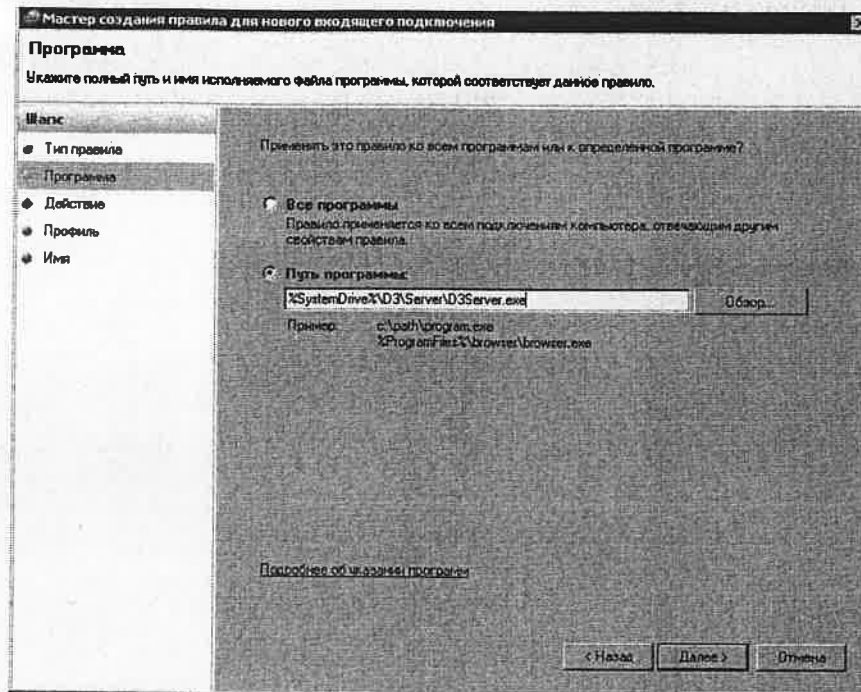 Мастер создания правила для нового входящего подключения
Программа
Укажите полный путь и имя исполняемого файла программы, которой соответствует данное правило.
Шаги:
Тип правила
Программа
Действие
Профиль
Имя
Применять это правило ко всем программам или к определенной программе?
Все программы
Правило применяется ко всем подключениям компьютера, отвечающим другим
свойствам правила.
Путь программы:
%SystemDrive%\D3\Server\D3Server.exe
Обзор...
Пример:
c:\path\program.exe
%ProgramFiles%\browser\browser.exe
Подробнее об указании программ
< Назад
Далее >
Отмена